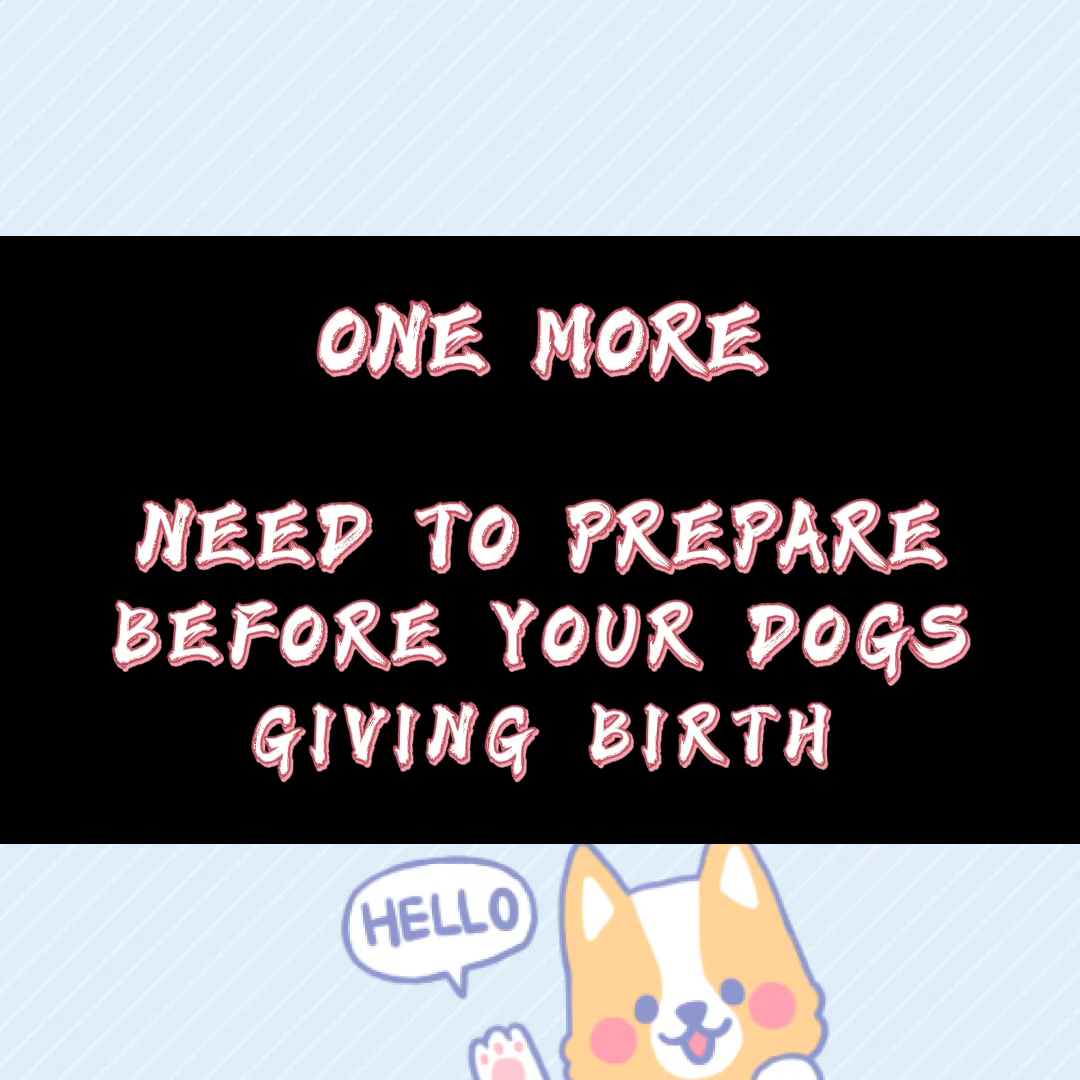 ONE MORE
NEED TO PREPARE
BEFORE YOUR DOGS
GIVING BIRTH
HELLO